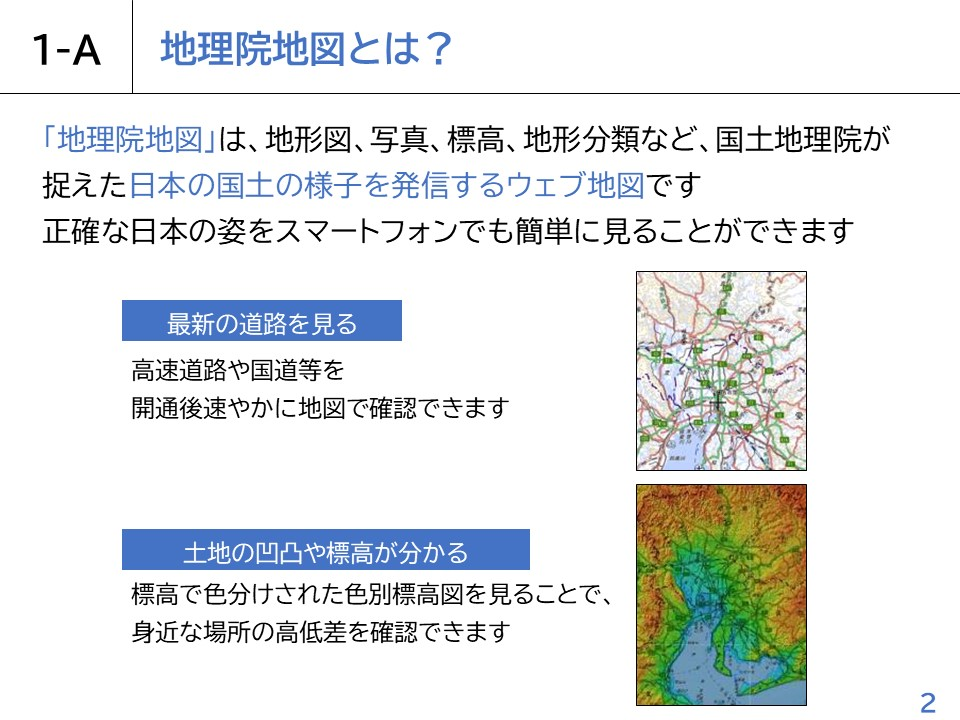 1-A
地理院地図とは？
「地理院地図」は、地形図、写真、標高、地形分類など、国土地理院が
捉えた日本の国土の様子を発信するウェブ地図です
正確な日本の姿をスマートフォンでも簡単に見ることができます
最新の道路を見る
高速道路や国道等を
開通後速やかに地図で確認できます
土地の凹凸や標高が分かる
標高で色分けされた色別標高図を見ることで、
身近な場所の高低差を確認できます
2